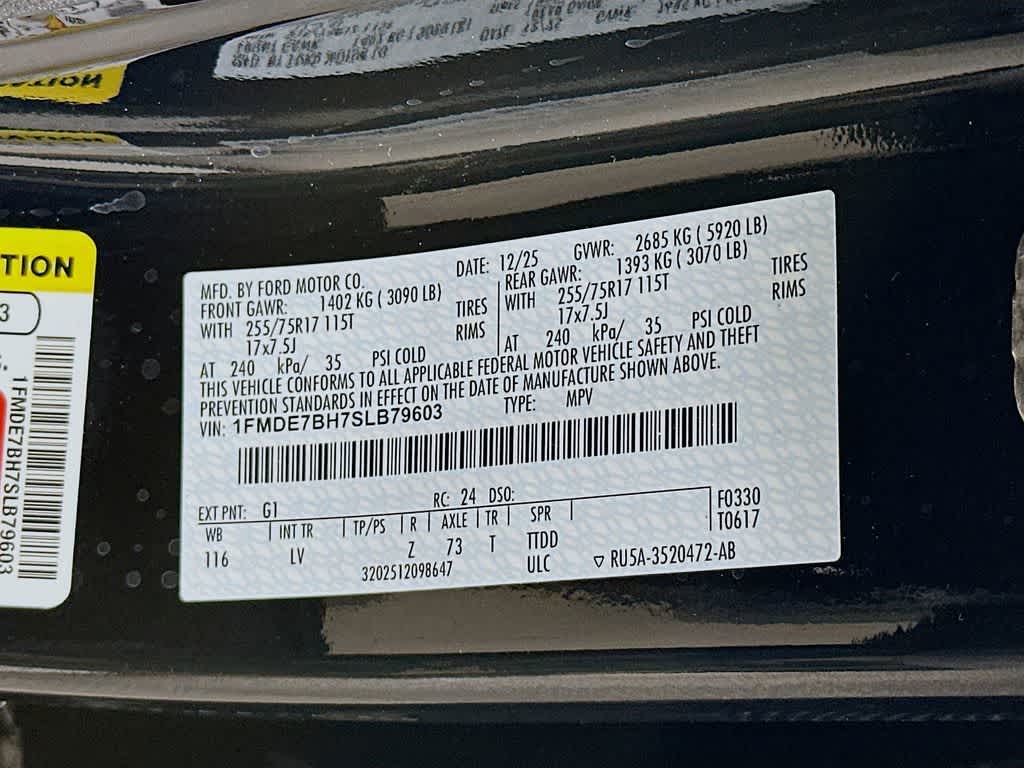 TION
3
1FMDE7BH7SLB79603
MFD. BY FORD MOTOR CO.
DATE: 12/25
GVWR: 2685 KG ( 5920 LB)
FRONT GAWR: 1402 KG ( 3090 LB)
WITH 255/75R17 115T TIRES
17x7.5J RIMS
AT 240 kPa/ 35 PSI COLD
REAR GAWR: 1393 KG ( 3070 LB)
WITH 255/75R17 115T TIRES
17x7.5J RIMS
AT 240 kPa/ 35 PSI COLD
THIS VEHICLE CONFORMS TO ALL APPLICABLE FEDERAL MOTOR VEHICLE SAFETY AND THEFT
PREVENTION STANDARDS IN EFFECT ON THE DATE OF MANUFACTURE SHOWN ABOVE.
VIN: 1FMDE7BH7SLB79603 TYPE: MPV
EXT PNT: G1 RC: 24 DSO:
WB INT TR TP/PS R AXLE TR SPR F0330
116 LV Z 73 T TTDD T0617
3202512098647 ULC ▽ RU5A-3520472-AB